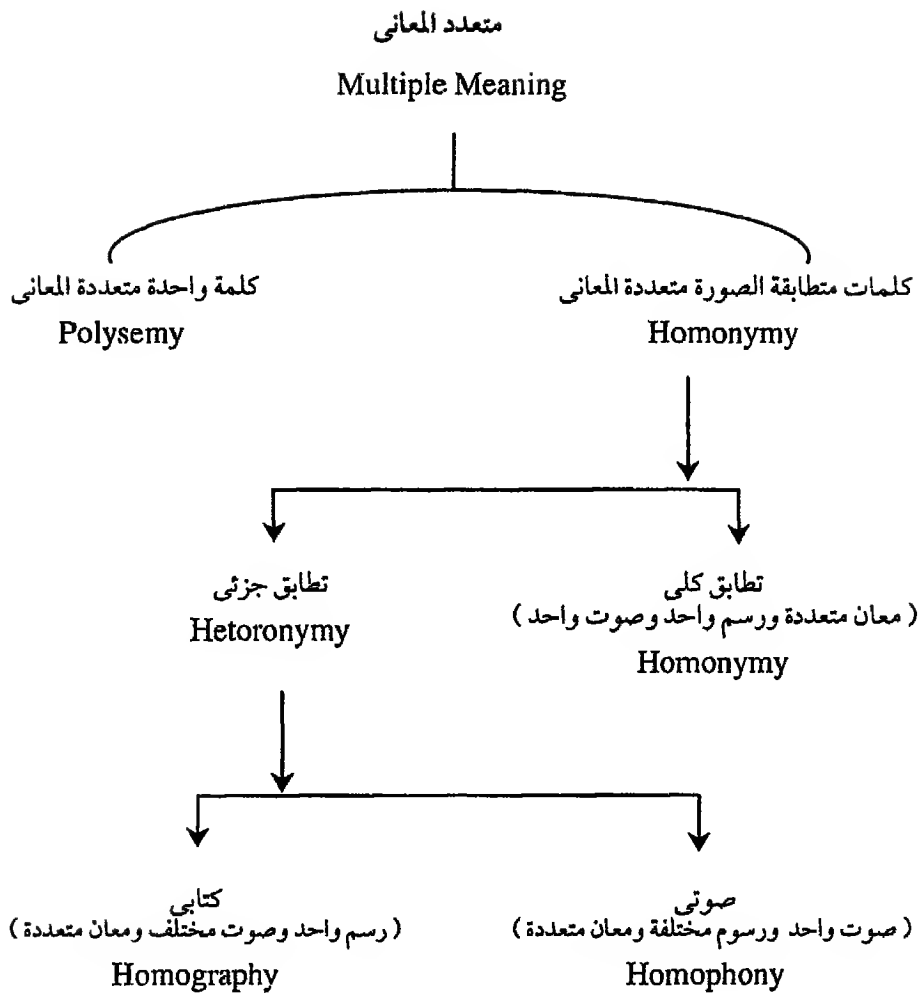 متعدد المعانى
Multiple Meaning
كلمات متطابقة الصورة متعددة المعانى
Homonymy
كلمة واحدة متعددة المعانى
Polysemy
تطابق كلى
( معان متعددة ورسم واحد وصوت واحد )
Homonymy
تطابق جزئى
Hetoronymy
صوتى
( صوت واحد ورسوم مختلفة ومعان متعددة )
Homophony
كتابى
( رسم واحد وصوت مختلف ومعان متعددة )
Homography